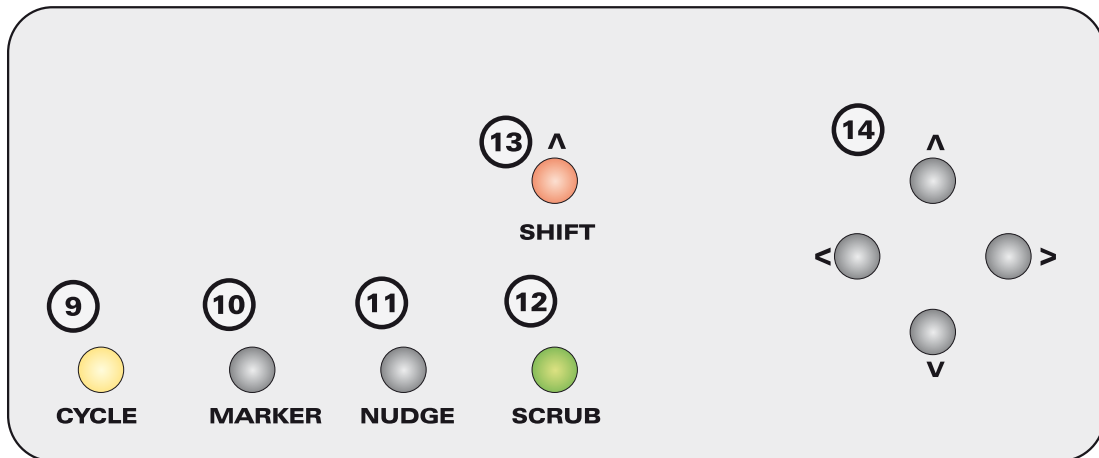 13 ^
14 ^
SHIFT
< >
9 10 11 12
v
CYCLE MARKER NUDGE SCRUB